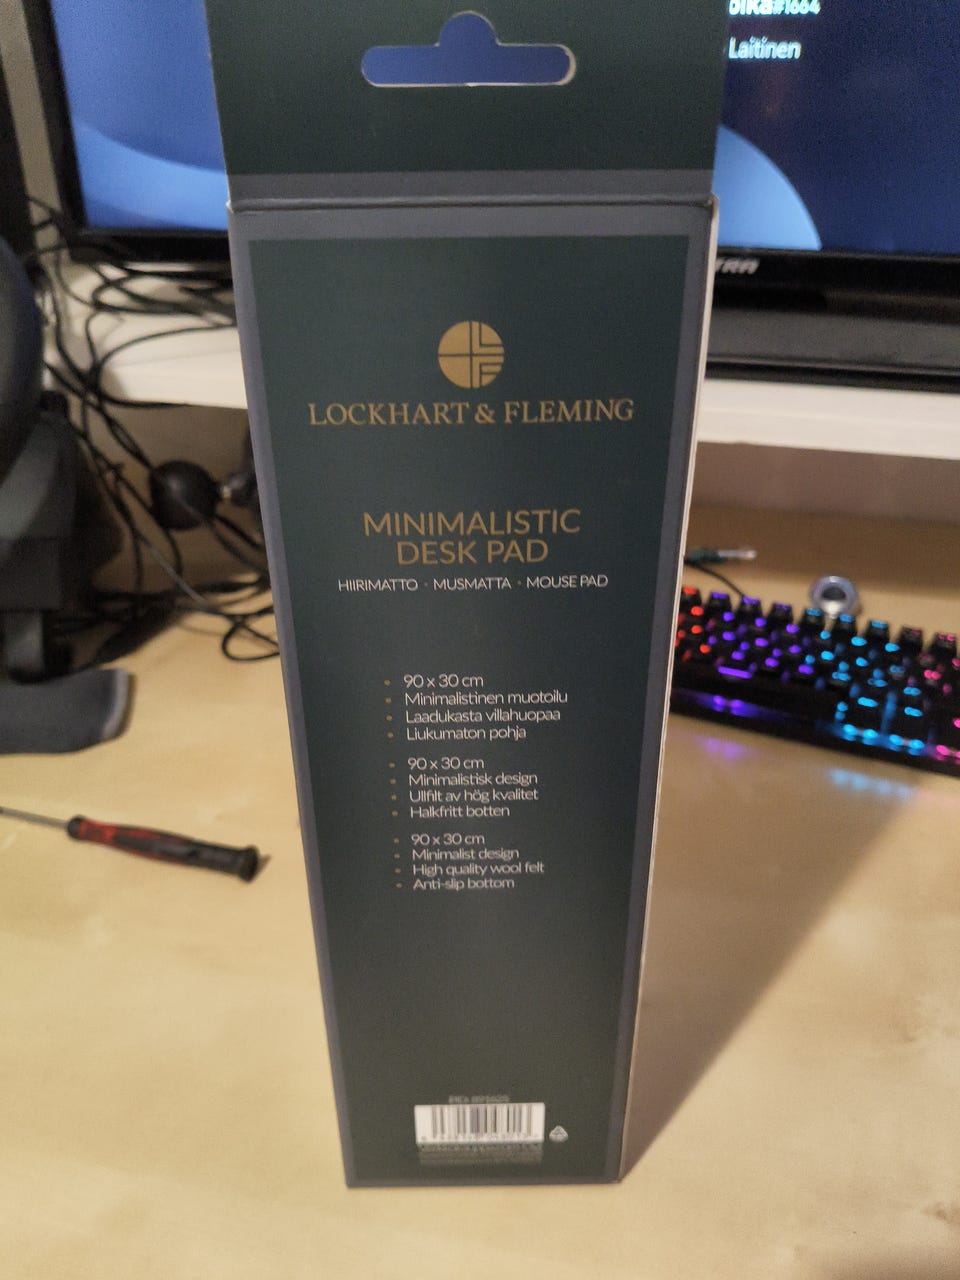 #1664
Laitinen
LOCKHART & FLEMING
MINIMALISTIC
DESK PAD
HIIRIMATTO · MUSMATTA · MOUSE PAD
• 90 x 30 cm
• Minimalistinen muotoilu
• Laadukasta villahuopaa
• Liukumaton pohja
• 90 x 30 cm
• Minimalistisk design
• Ullfilt av hög kvalitet
• Halkfritt botten
• 90 x 30 cm
• Minimalist design
• High quality wool felt
• Anti-slip bottom